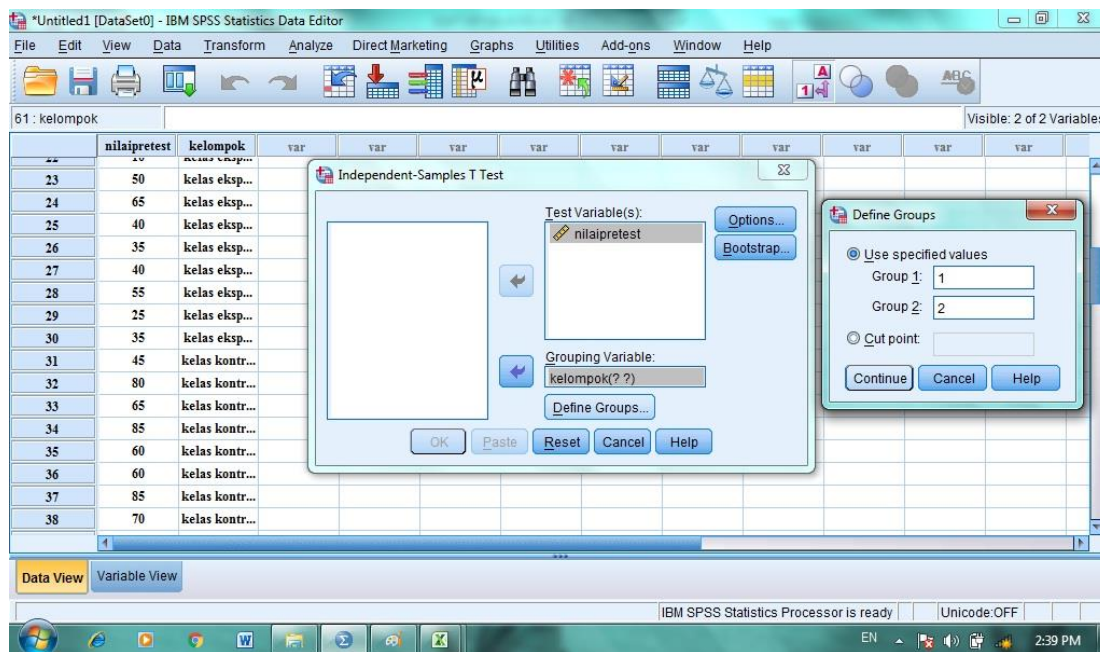 *Untitled1 [DataSet0] - IBM SPSS Statistics Data Editor
File Edit View Data Transform Analyze Direct Marketing Graphs Utilities Add-ons Window Help
61 : kelompok
Visible: 2 of 2 Variable
nilaipretest kelompok var var var var var var var var var var
23 50 kelas eksp...
24 65 kelas eksp...
25 40 kelas eksp...
26 35 kelas eksp...
27 40 kelas eksp...
28 55 kelas eksp...
29 25 kelas eksp...
30 35 kelas eksp...
31 45 kelas kontr...
32 80 kelas kontr...
33 65 kelas kontr...
34 85 kelas kontr...
35 60 kelas kontr...
36 60 kelas kontr...
37 85 kelas kontr...
38 70 kelas kontr...
Independent-Samples T Test
Test Variable(s):
nilaipretest
Options...
Bootstrap...
Grouping Variable:
kelompok(? ?)
Define Groups...
OK Paste Reset Cancel Help
Define Groups
Use specified values
Group 1: 1
Group 2: 2
Cut point:
Continue Cancel Help
Data View Variable View
IBM SPSS Statistics Processor is ready Unicode:OFF
EN 2:39 PM